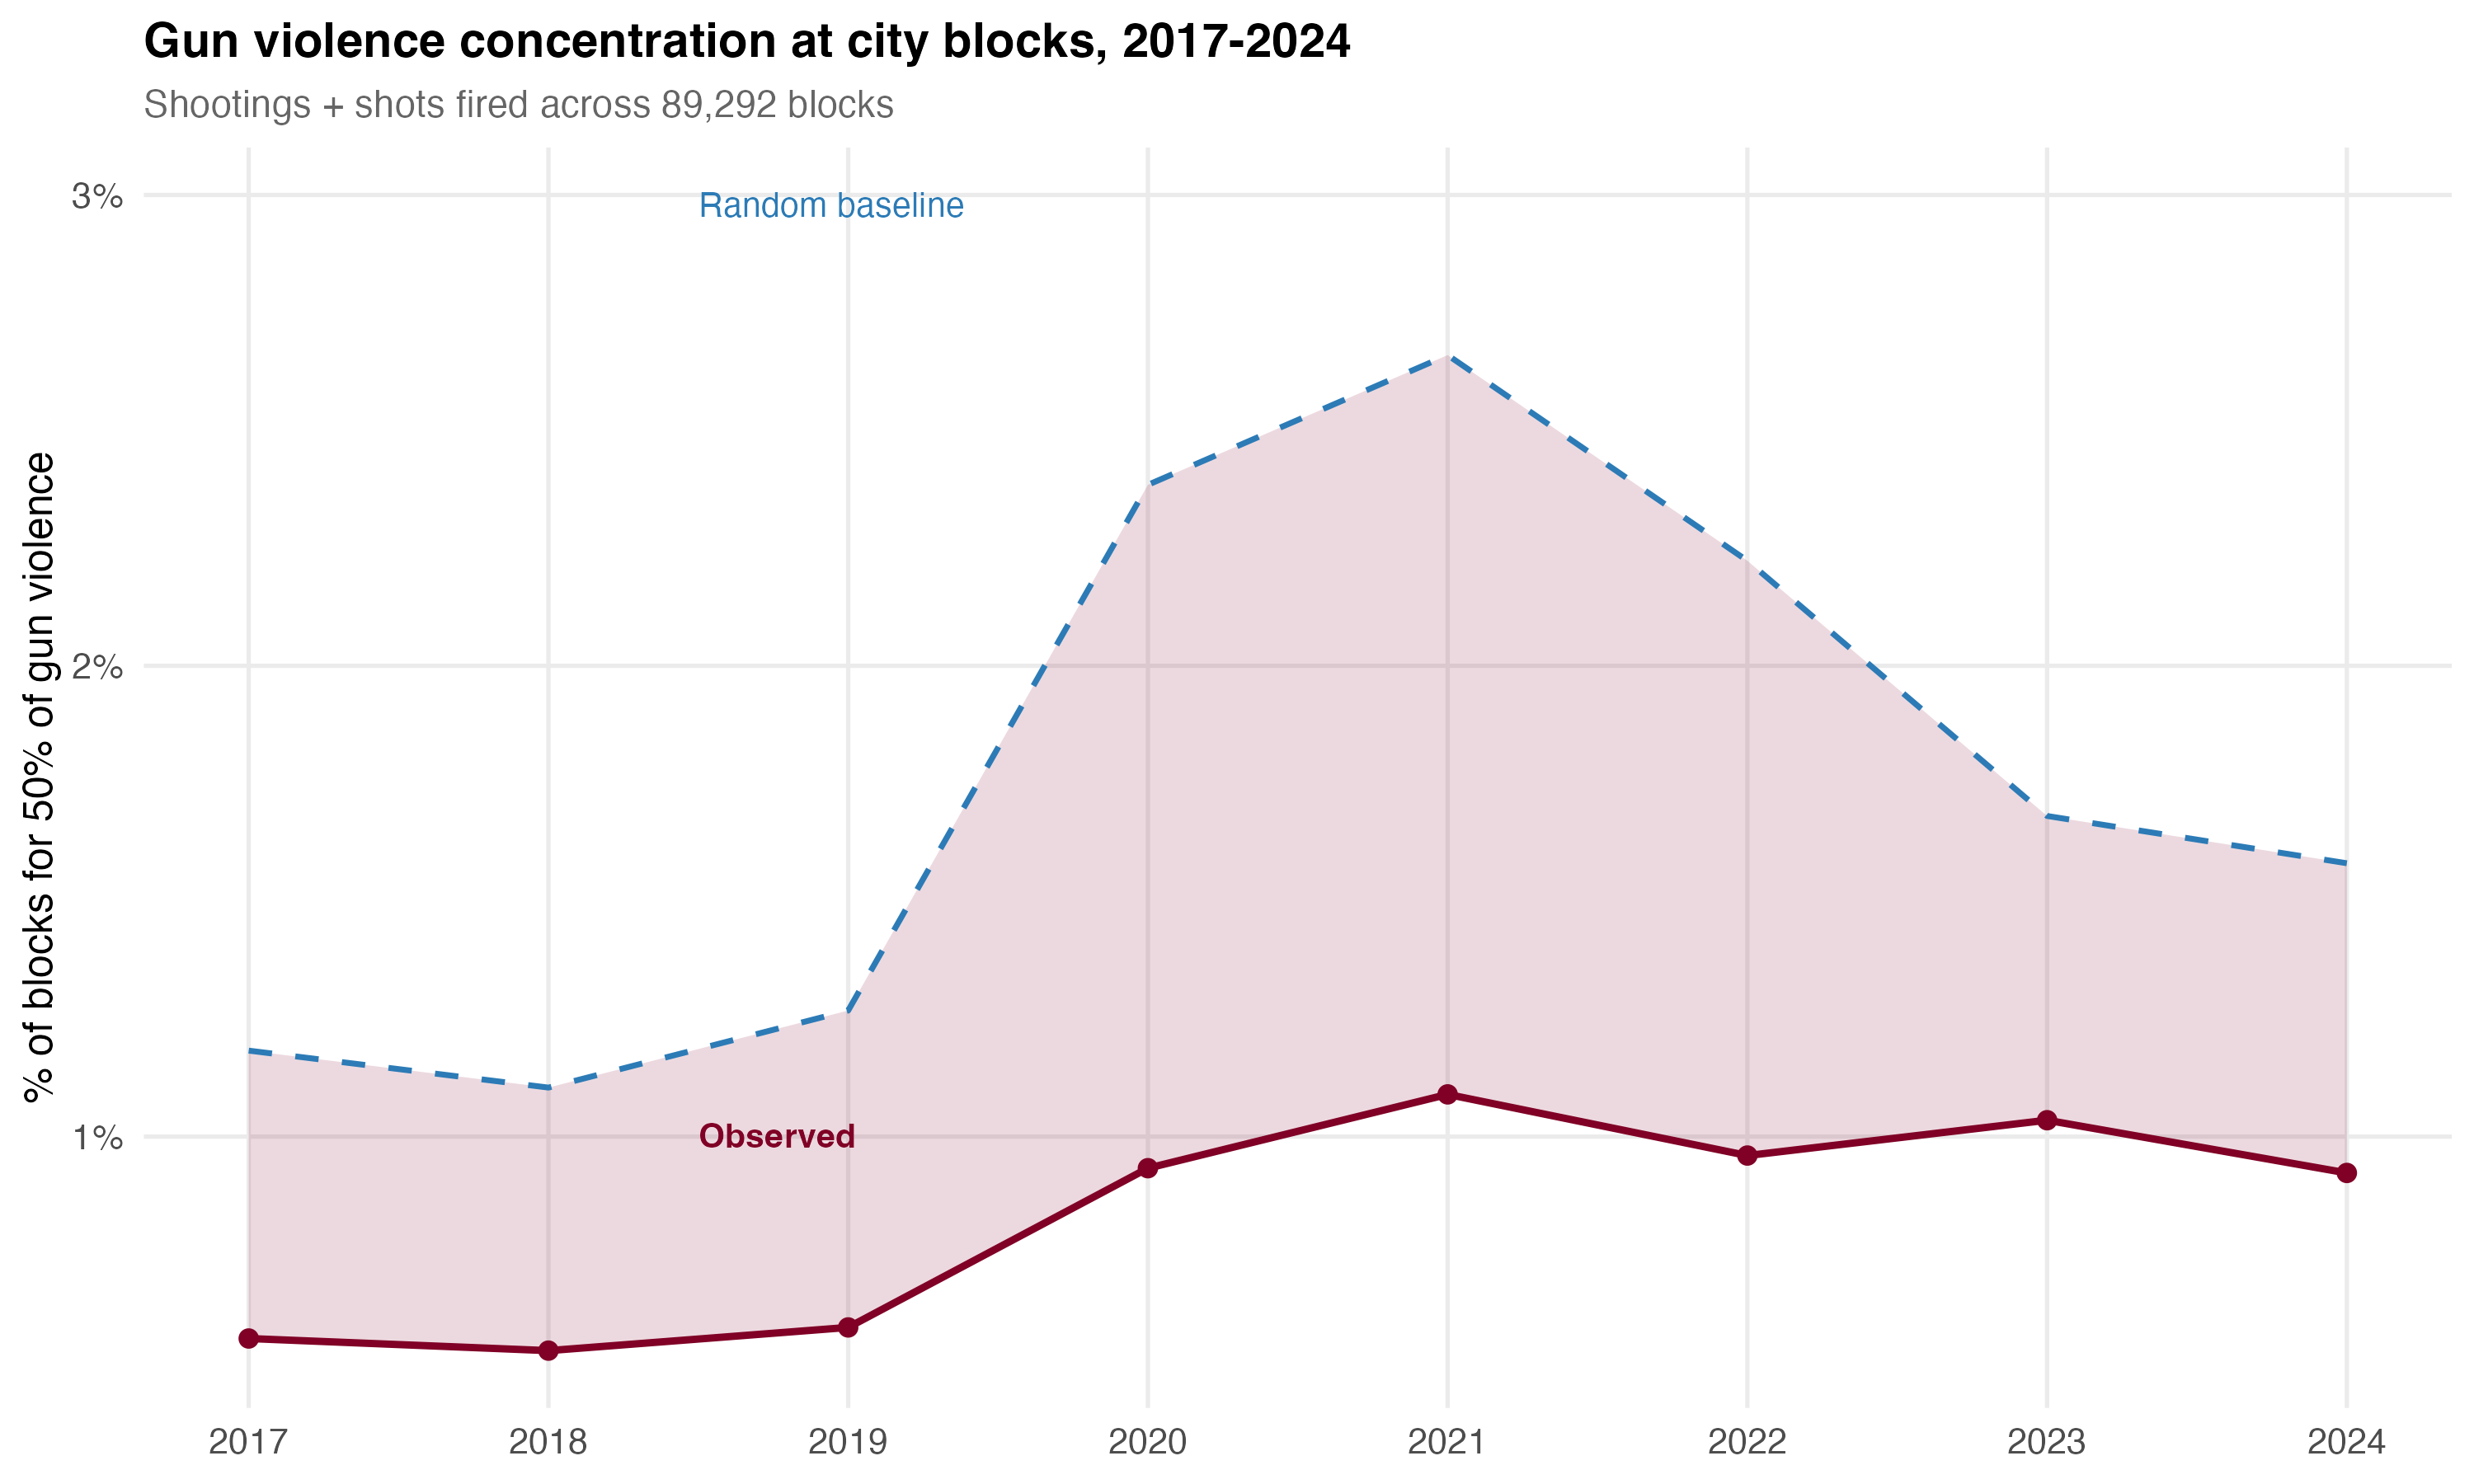 Gun violence concentration at city blocks, 2017-2024
Shootings + shots fired across 89,292 blocks
% of blocks for 50% of gun violence
3%
2%
1%
Random baseline
Observed
2017 2018 2019 2020 2021 2022 2023 2024